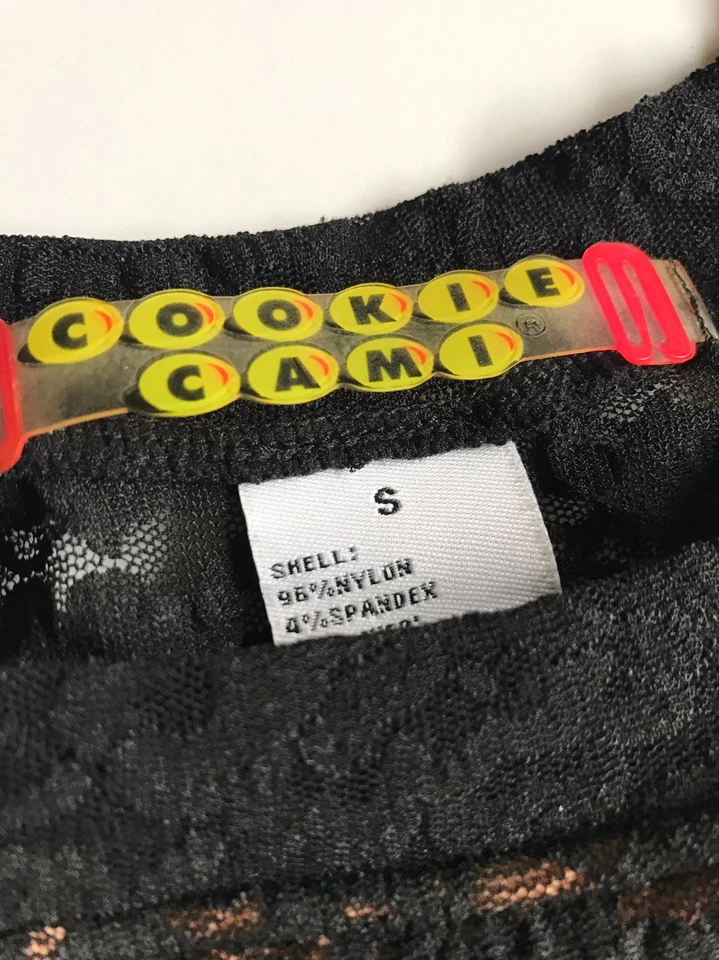 COOKIE
CAMI®
S
SHELL:
96%NYLON
4%SPANDEX